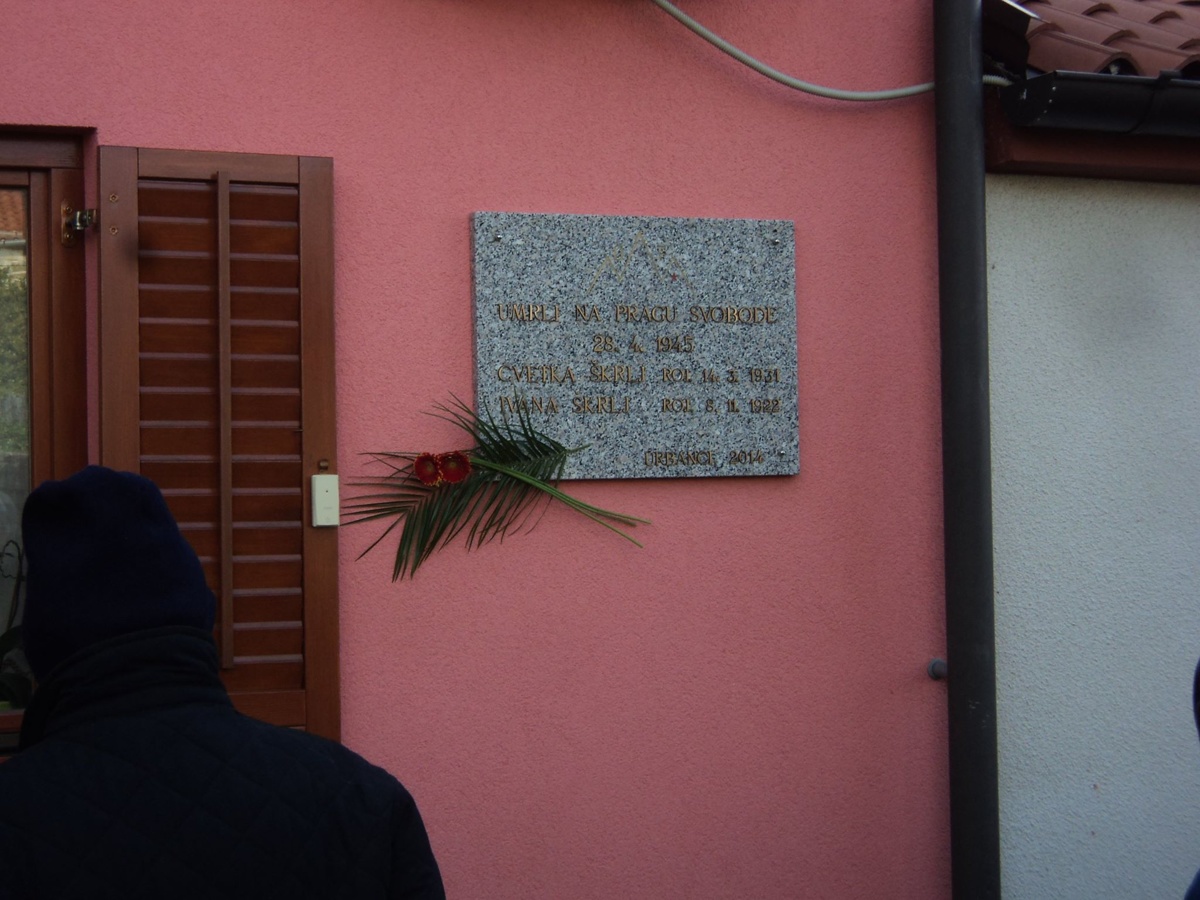 UMRLI NA PRAGU SVOBODE
28. 4. 1945
CVETKA ŠKRLJ ROJ. 14. 3. 1931
IVANA ŠKRLJ ROJ. 8. 11. 1922
URBANCI, 2014